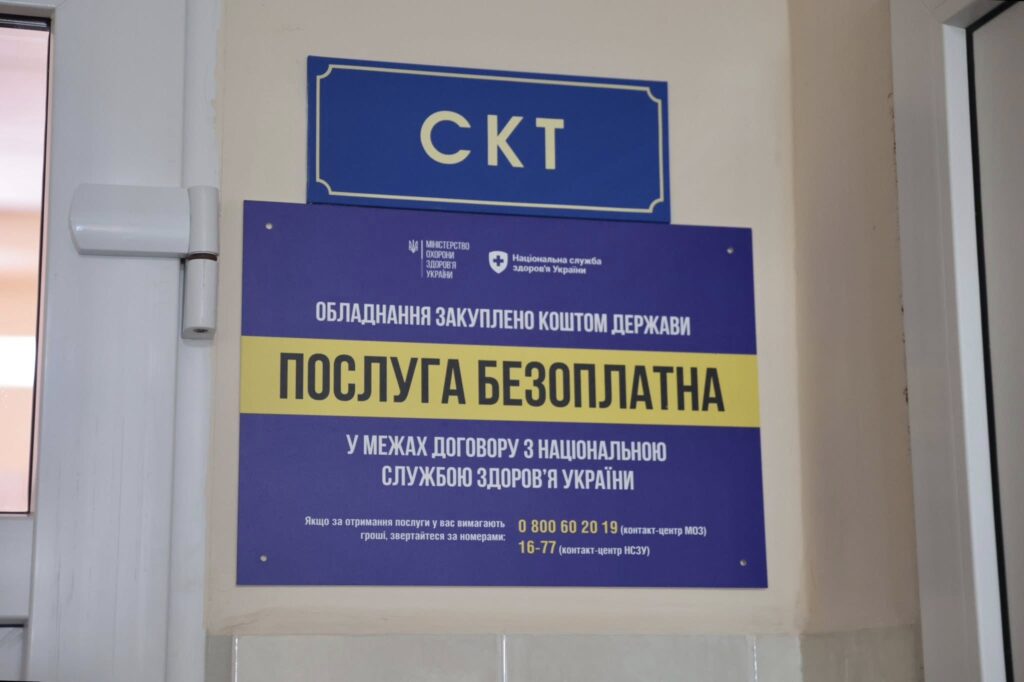 СКТ
МІНІСТЕРСТВО
ОХОРОНИ
ЗДОРОВ'Я
УКРАЇНИ
Національна служба
здоров'я України
ОБЛАДНАННЯ ЗАКУПЛЕНО КОШТОМ ДЕРЖАВИ
ПОСЛУГА БЕЗОПЛАТНА
У МЕЖАХ ДОГОВОРУ З НАЦІОНАЛЬНОЮ
СЛУЖБОЮ ЗДОРОВ'Я УКРАЇНИ
Якщо за отримання послуги у вас вимагають
гроші, звертайтеся за номерами:
0 800 60 20 19 (контакт-центр МОЗ)
16-77 (контакт-центр НСЗУ)